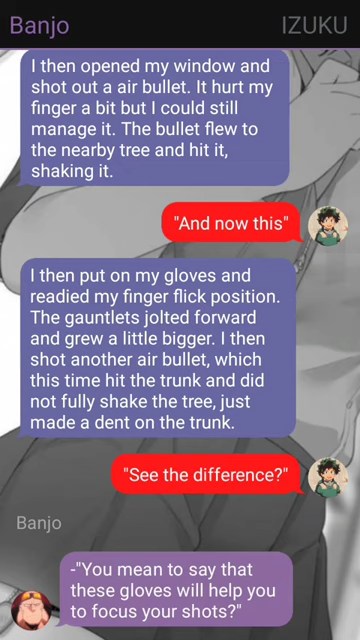 Banjo IZUKU
I then opened my window and
shot out a air bullet. It hurt my
finger a bit but I could still
manage it. The bullet flew to
the nearby tree and hit it,
shaking it.
"And now this"
I then put on my gloves and
readied my finger flick position.
The gauntlets jolted forward
and grew a little bigger. I then
shot another air bullet, which
this time hit the trunk and did
not fully shake the tree, just
made a dent on the trunk.
"See the difference?"
Banjo
-"You mean to say that
these gloves will help you
to focus your shots?"